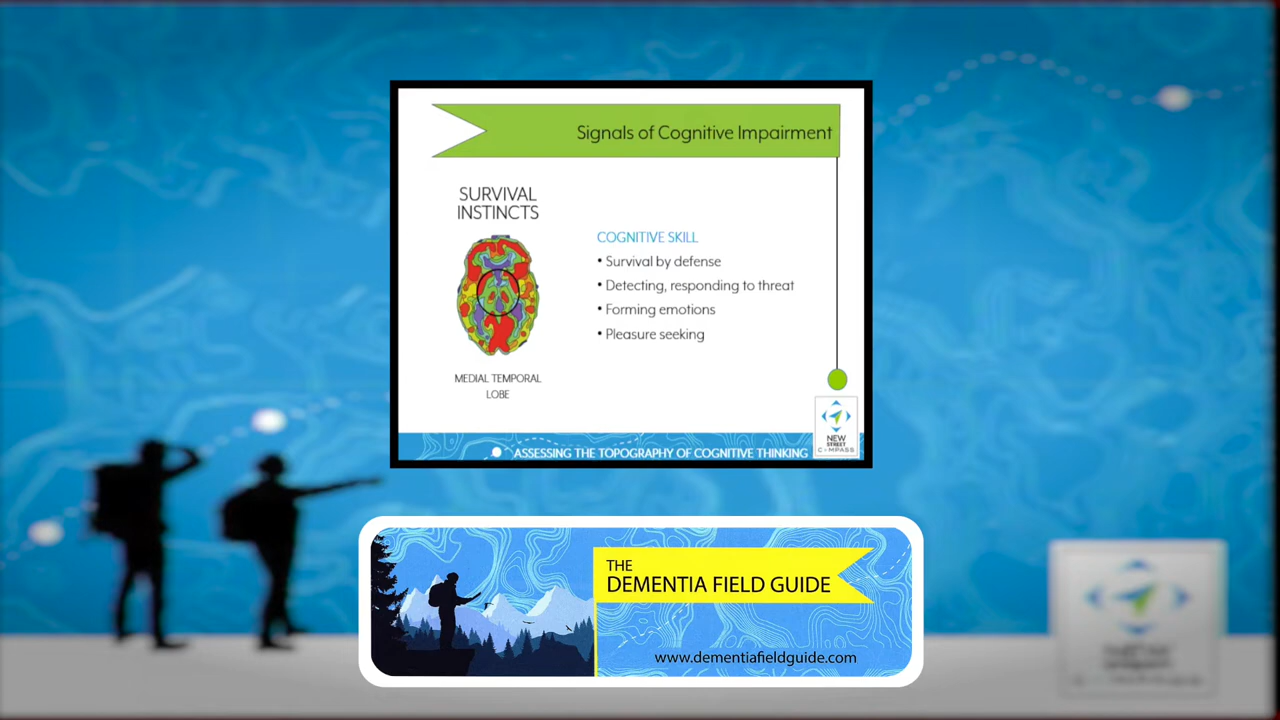 Signals of Cognitive Impairment
SURVIVAL
INSTINCTS
COGNITIVE SKILL
• Survival by defense
• Detecting, responding to threat
• Forming emotions
• Pleasure seeking
MEDIAL TEMPORAL
LOBE
NEW
STREET
COMPASS
ASSESSING THE TOPOGRAPHY OF COGNITIVE THINKING
THE
DEMENTIA FIELD GUIDE
www.dementiafieldguide.com